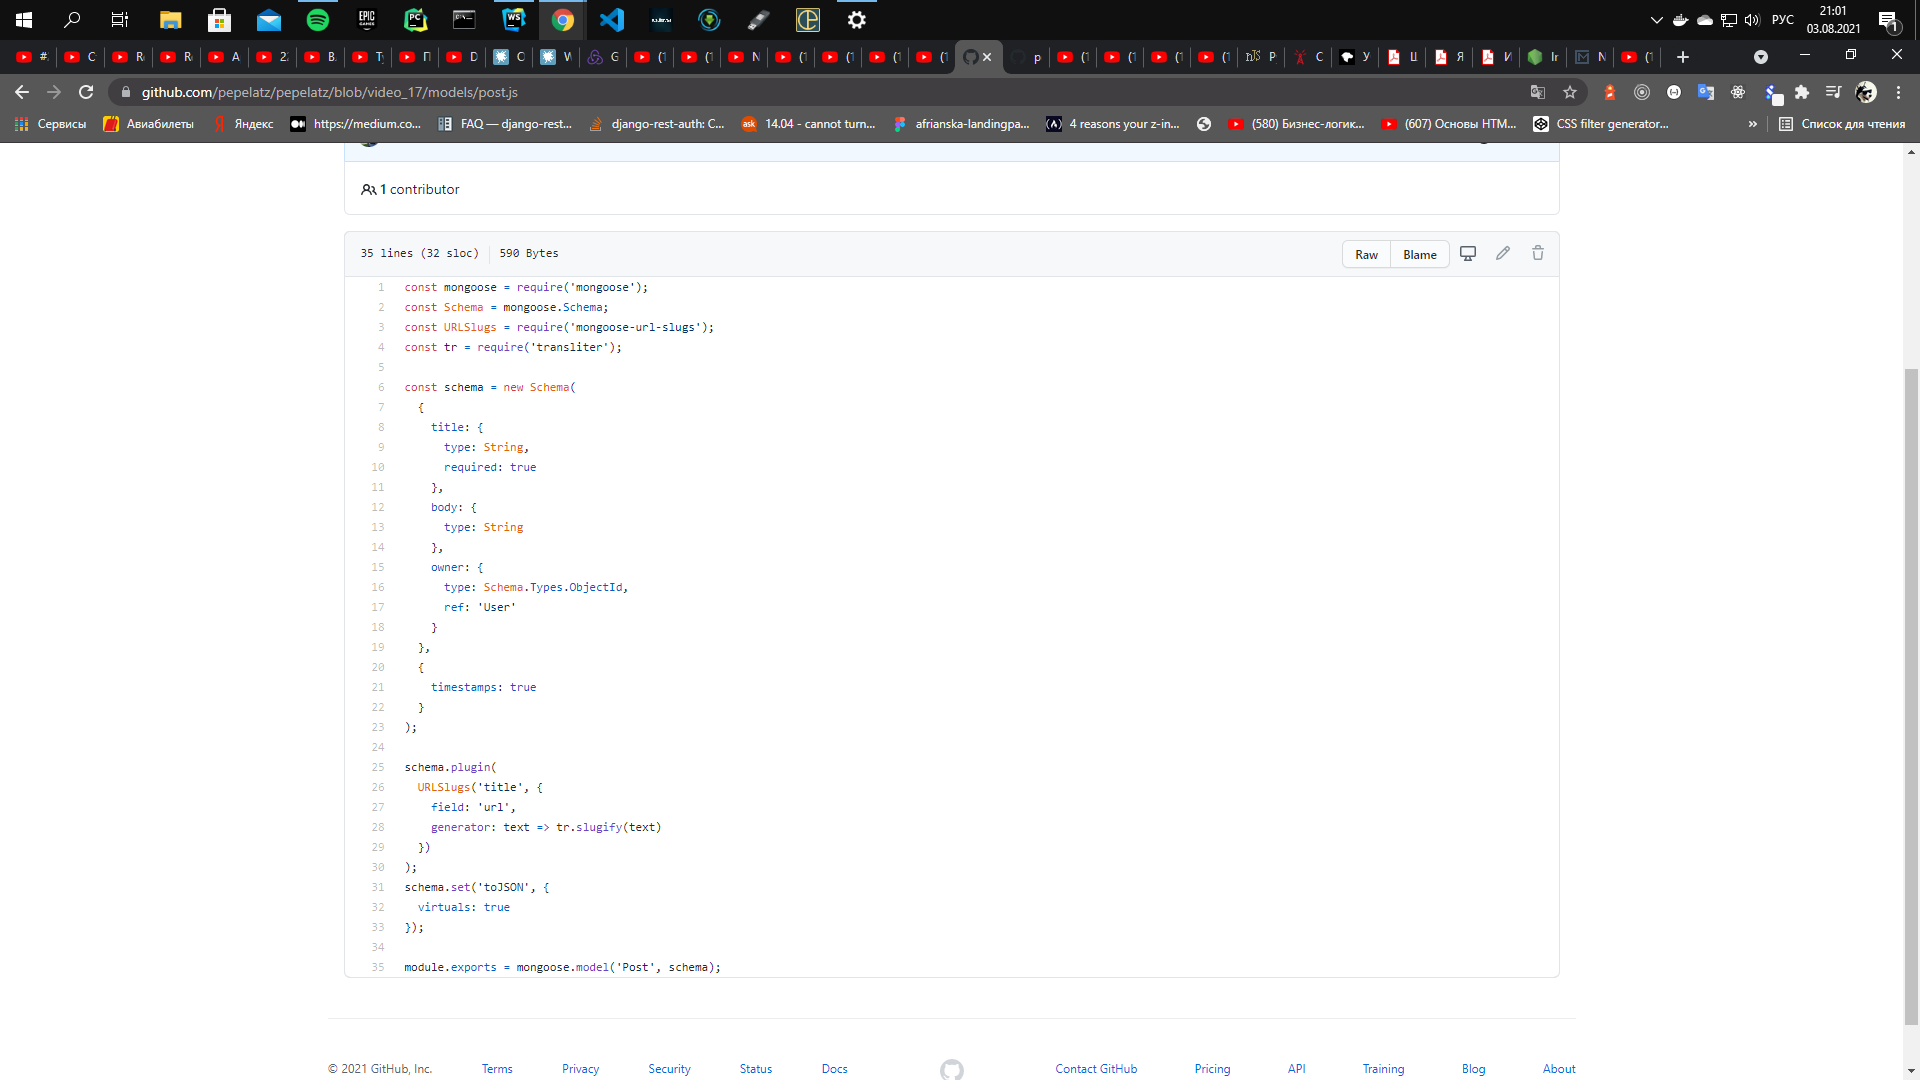 EPIC GAMES
PC
WS
РУС
21:01
03.08.2021
1
github.com/pepelatz/pepelatz/blob/video_17/models/post.js
Сервисы
Авиабилеты
Яндекс
https://medium.co...
FAQ — django-rest...
django-rest-auth: C...
14.04 - cannot turn...
afrianska-landingpa...
4 reasons your z-in...
(580) Бизнес-логик...
(607) Основы HTM...
CSS filter generator...
»
Список для чтения
1 contributor
35 lines (32 sloc)
590 Bytes
Raw
Blame
1 const mongoose = require('mongoose');
2 const Schema = mongoose.Schema;
3 const URLSlugs = require('mongoose-url-slugs');
4 const tr = require('transliter');
5
6 const schema = new Schema(
7 {
8 title: {
9 type: String,
10 required: true
11 },
12 body: {
13 type: String
14 },
15 owner: {
16 type: Schema.Types.ObjectId,
17 ref: 'User'
18 }
19 },
20 {
21 timestamps: true
22 }
23 );
24
25 schema.plugin(
26 URLSlugs('title', {
27 field: 'url',
28 generator: text => tr.slugify(text)
29 })
30 );
31 schema.set('toJSON', {
32 virtuals: true
33 });
34
35 module.exports = mongoose.model('Post', schema);
© 2021 GitHub, Inc.
Terms
Privacy
Security
Status
Docs
Contact GitHub
Pricing
API
Training
Blog
About